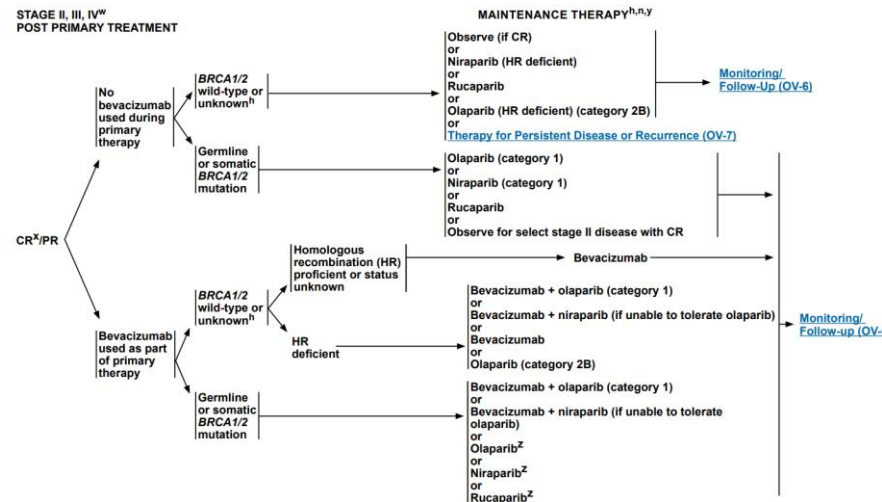 STAGE II, III, IVw
POST PRIMARY TREATMENT
MAINTENANCE THERAPYh,n,y
CRX/PR
No
bevacizumab
used during
primary
therapy
BRCA1/2
wild-type or
unknownh
Observe (if CR)
or
Niraparib (HR deficient)
or
Rucaparib
or
Olaparib (HR deficient) (category 2B)
or
Therapy for Persistent Disease or Recurrence (OV-7)
Monitoring/
Follow-Up (OV-6)
Germline
or somatic
BRCA1/2
mutation
Olaparib (category 1)
or
Niraparib (category 1)
or
Rucaparib
or
Observe for select stage II disease with CR
Bevacizumab
used as part
of primary
therapy
BRCA1/2
wild-type or
unknownh
Homologous
recombination (HR)
proficient or status
unknown
Bevacizumab
HR
deficient
Bevacizumab + olaparib (category 1)
or
Bevacizumab + niraparib (if unable to tolerate olaparib)
or
Bevacizumab
or
Olaparib (category 2B)
Germline
or somatic
BRCA1/2
mutation
Bevacizumab + olaparib (category 1)
or
Bevacizumab + niraparib (if unable to tolerate
olaparib)
or
Olaparibz
or
Niraparibz
or
Rucaparibz
Monitoring/
Follow-up (OV-